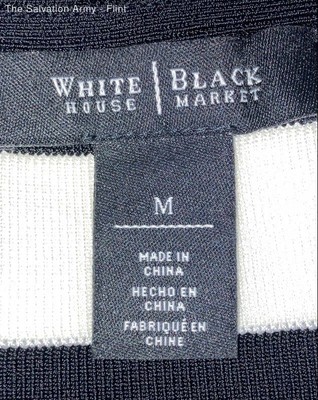 The Salvation Army - Flint
WHITE | BLACK
HOUSE | MARKET
M
MADE IN
CHINA
HECHO EN
CHINA
FABRIQUÉ EN
CHINE